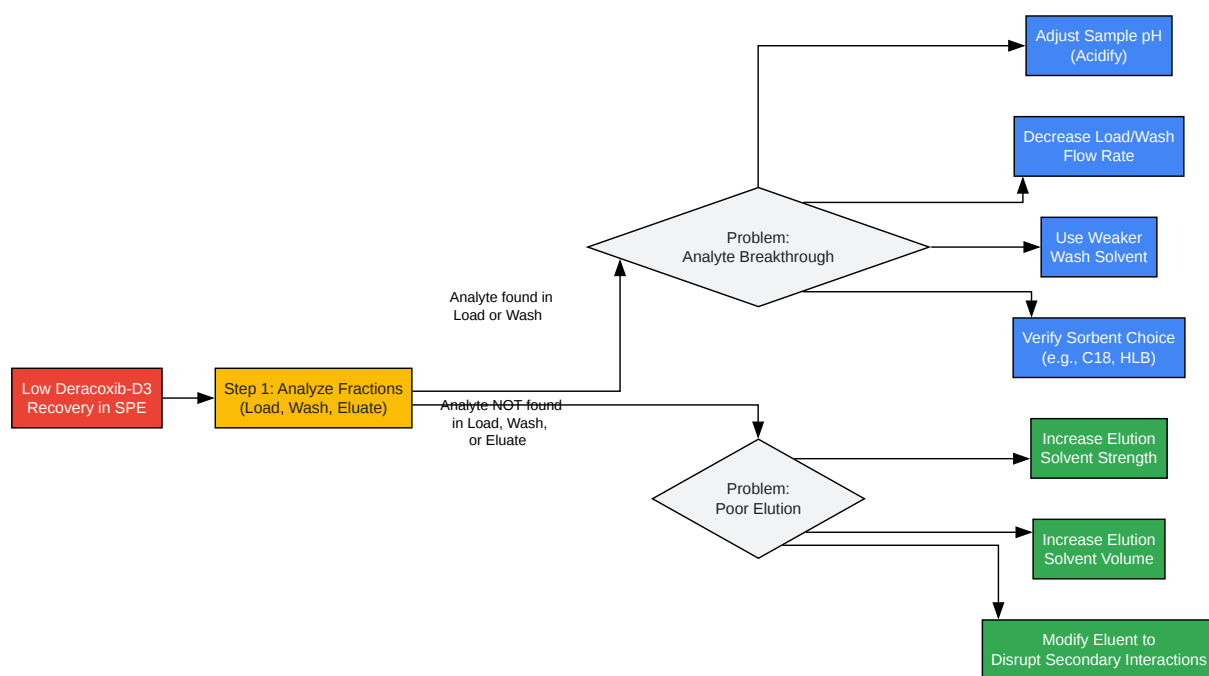 Low Deracoxib-D3
Recovery in SPE
Step 1: Analyze Fractions
(Load, Wash, Eluate)
Analyte found in
Load or Wash
Analyte NOT found
in Load, Wash,
or Eluate
Problem:
Analyte Breakthrough
Problem:
Poor Elution
Adjust Sample pH
(Acidify)
Decrease Load/Wash
Flow Rate
Use Weaker
Wash Solvent
Verify Sorbent Choice
(e.g., C18, HLB)
Increase Elution
Solvent Strength
Increase Elution
Solvent Volume
Modify Eluent to
Disrupt Secondary Interactions